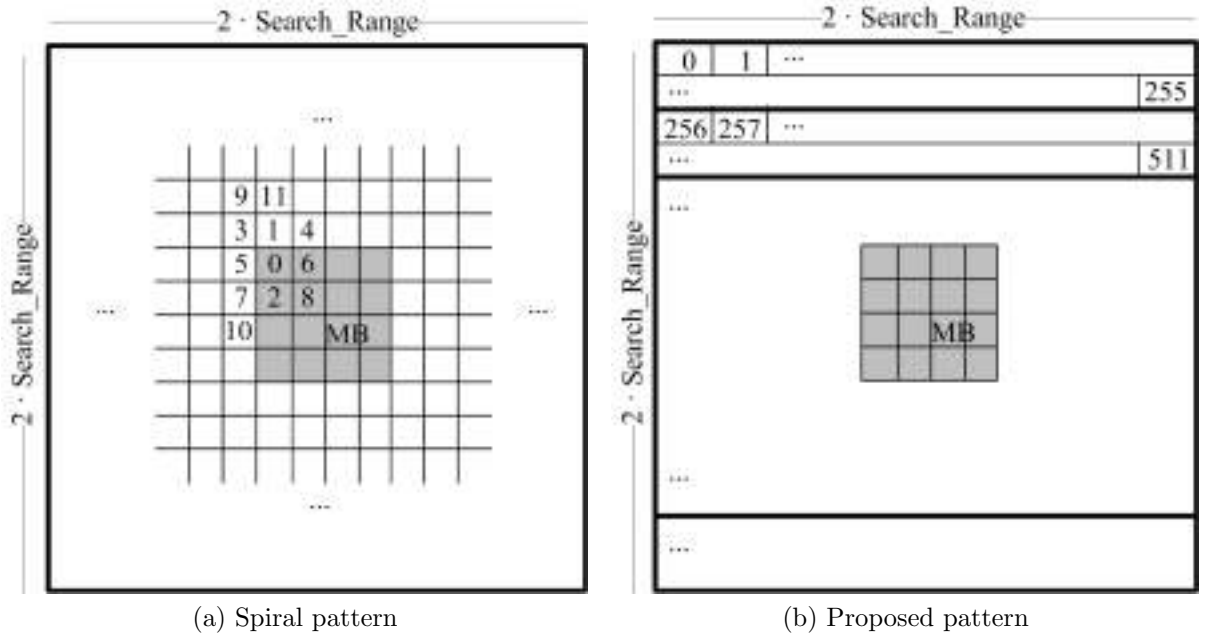 2 · Search_Range
2 · Search_Range
...
9 11
3 1 4
5 0 6
7 2 8
... ...
10 MB
...
(a) Spiral pattern
2 · Search_Range
2 · Search_Range
0 1 ...
... 255
256 257 ...
... 511
...
MB
...
...
(b) Proposed pattern